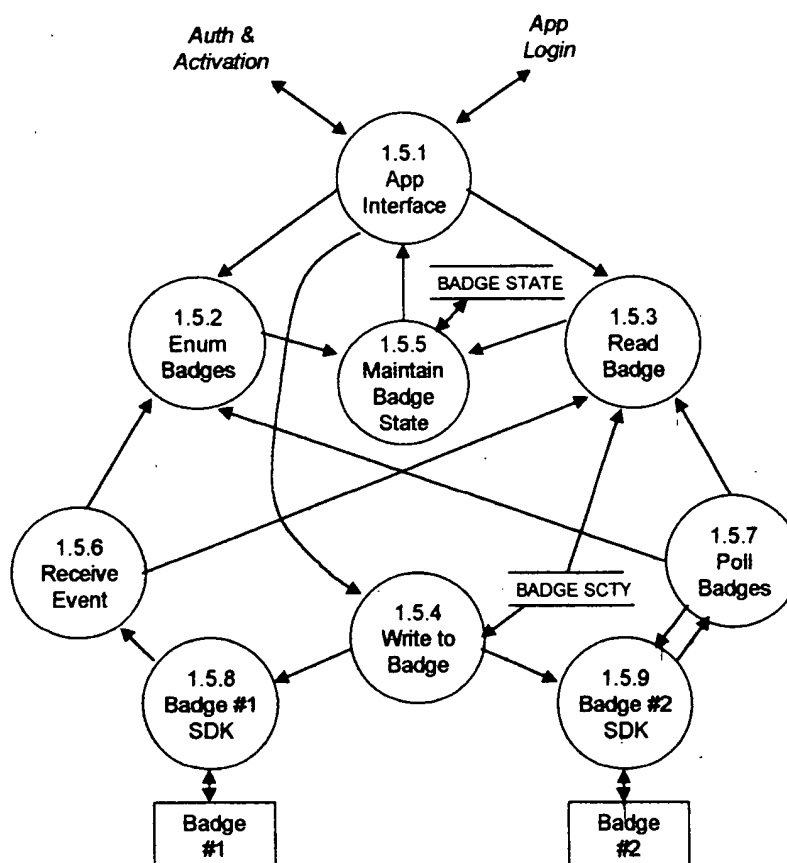 Auth &
Activation
App
Login
1.5.1
App
Interface
BADGE STATE
1.5.2
Enum
Badges
1.5.5
Maintain
Badge
State
1.5.3
Read
Badge
1.5.6
Receive
Event
1.5.7
Poll
Badges
BADGE SCTY
1.5.4
Write to
Badge
1.5.8
Badge #1
SDK
1.5.9
Badge #2
SDK
Badge
#1
Badge
#2